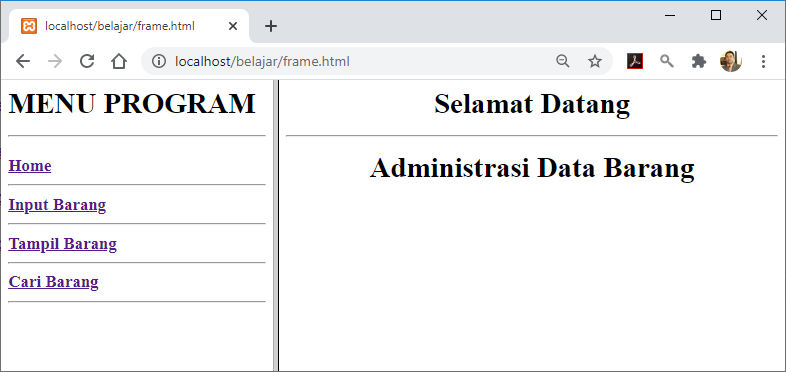 localhost/belajar/frame.html
localhost/belajar/frame.html
MENU PROGRAM
Home
Input Barang
Tampil Barang
Cari Barang
Selamat Datang
Administrasi Data Barang